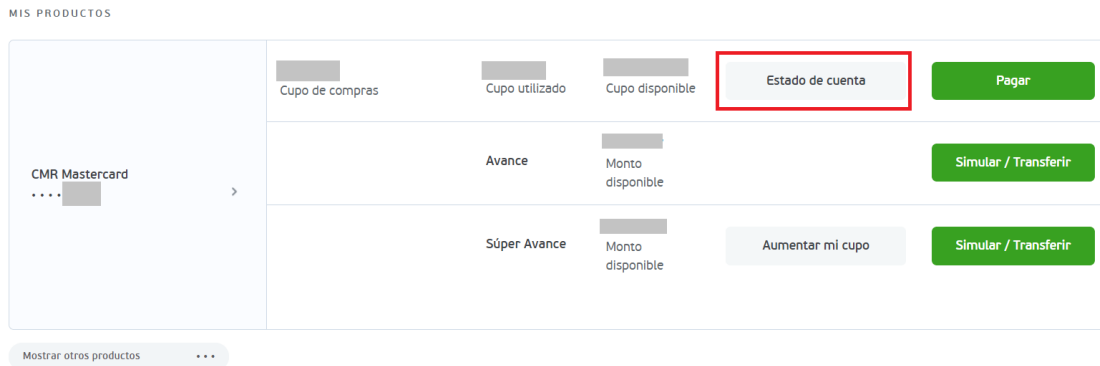 MIS PRODUCTOS
Cupo de compras
Cupo utilizado
Cupo disponible
Estado de cuenta
Pagar
CMR Mastercard
....
Avance
Monto
disponible
Simular / Transferir
Súper Avance
Monto
disponible
Aumentar mi cupo
Simular / Transferir
Mostrar otros productos
...